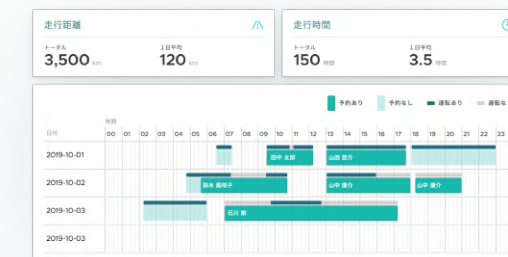 走行距離
走行時間
トータル
1日平均
トータル
1日平均
3,500 km
120 km
150 時間
3.5 時間
予約あり 予約なし 運転あり 運転な
時間
日付
00 01 02 03 04 05 06 07 08 09 10 11 12 13 14 15 16 17 18 19 20 21 22 23
2019-10-01
田中 太郎
山田 悠介
2019-10-02
鈴木
山中 康介
山中 康介
2019-10-03
石川 剛
2019-10-03